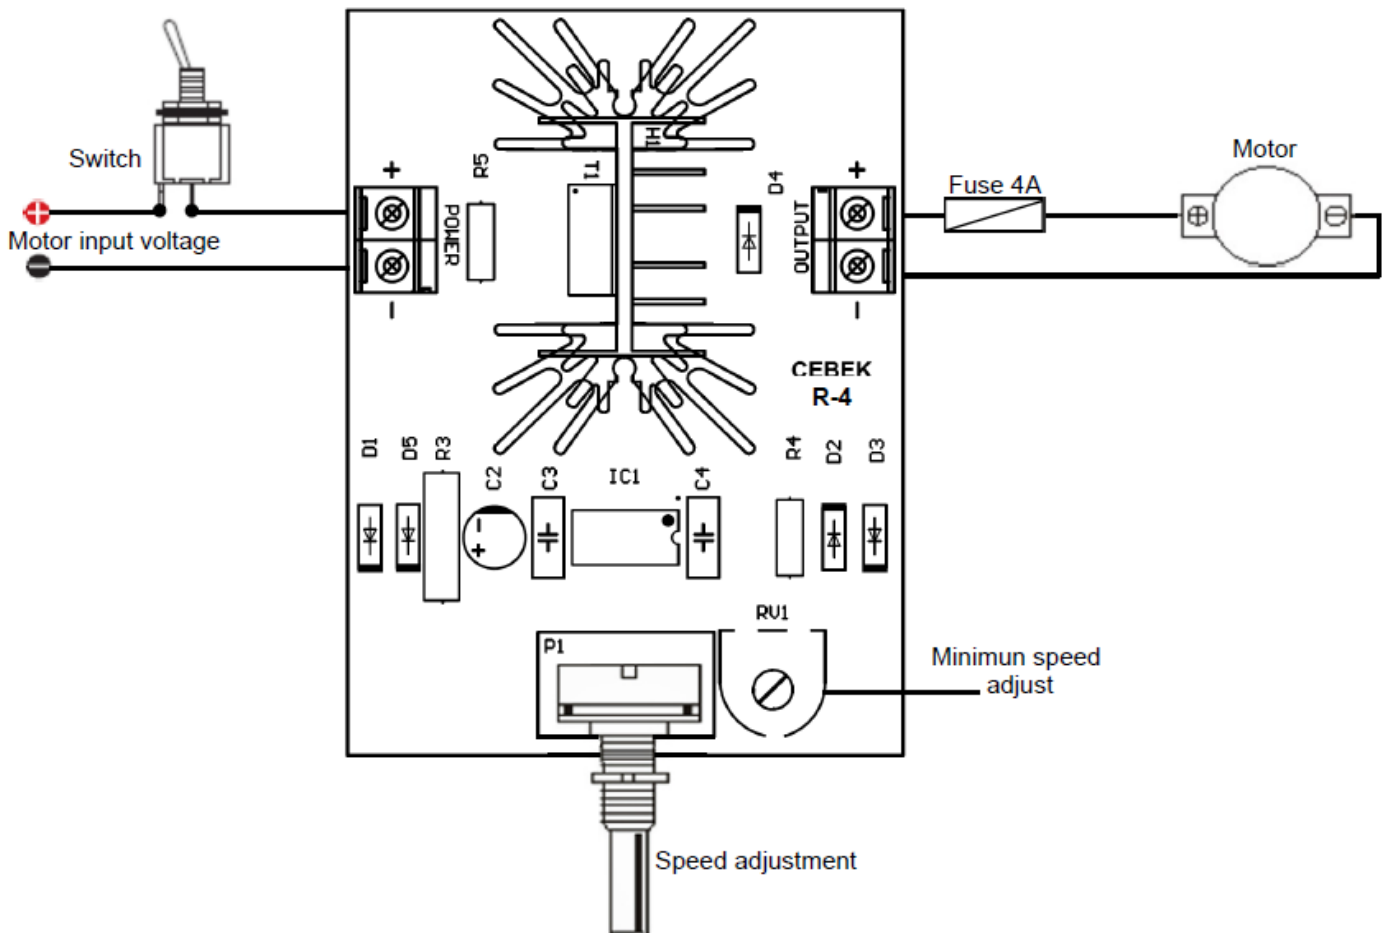 Switch
Motor input voltage
+
POWER
−
R5
T1
H1
D4
+
OUTPUT
−
Fuse 4A
Motor
CEBEK
R-4
D1
D5
R3
C2
C3
IC1
C4
R4
D2
D3
P1
RV1
Minimun speed
adjust
Speed adjustment